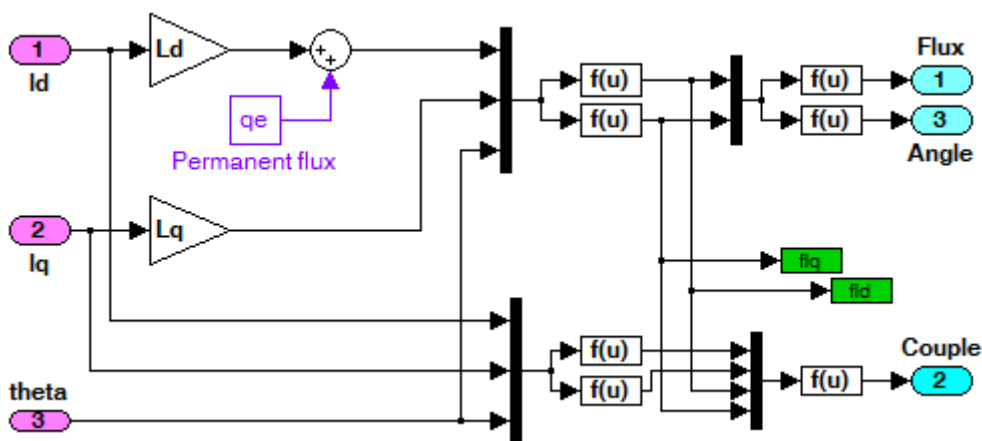 1
Id
Ld
+
+
qe
Permanent flux
f(u)
f(u)
f(u)
f(u)
Flux
1
3
Angle
2
Iq
Lq
flq
fld
theta
3
f(u)
f(u)
f(u)
Couple
2